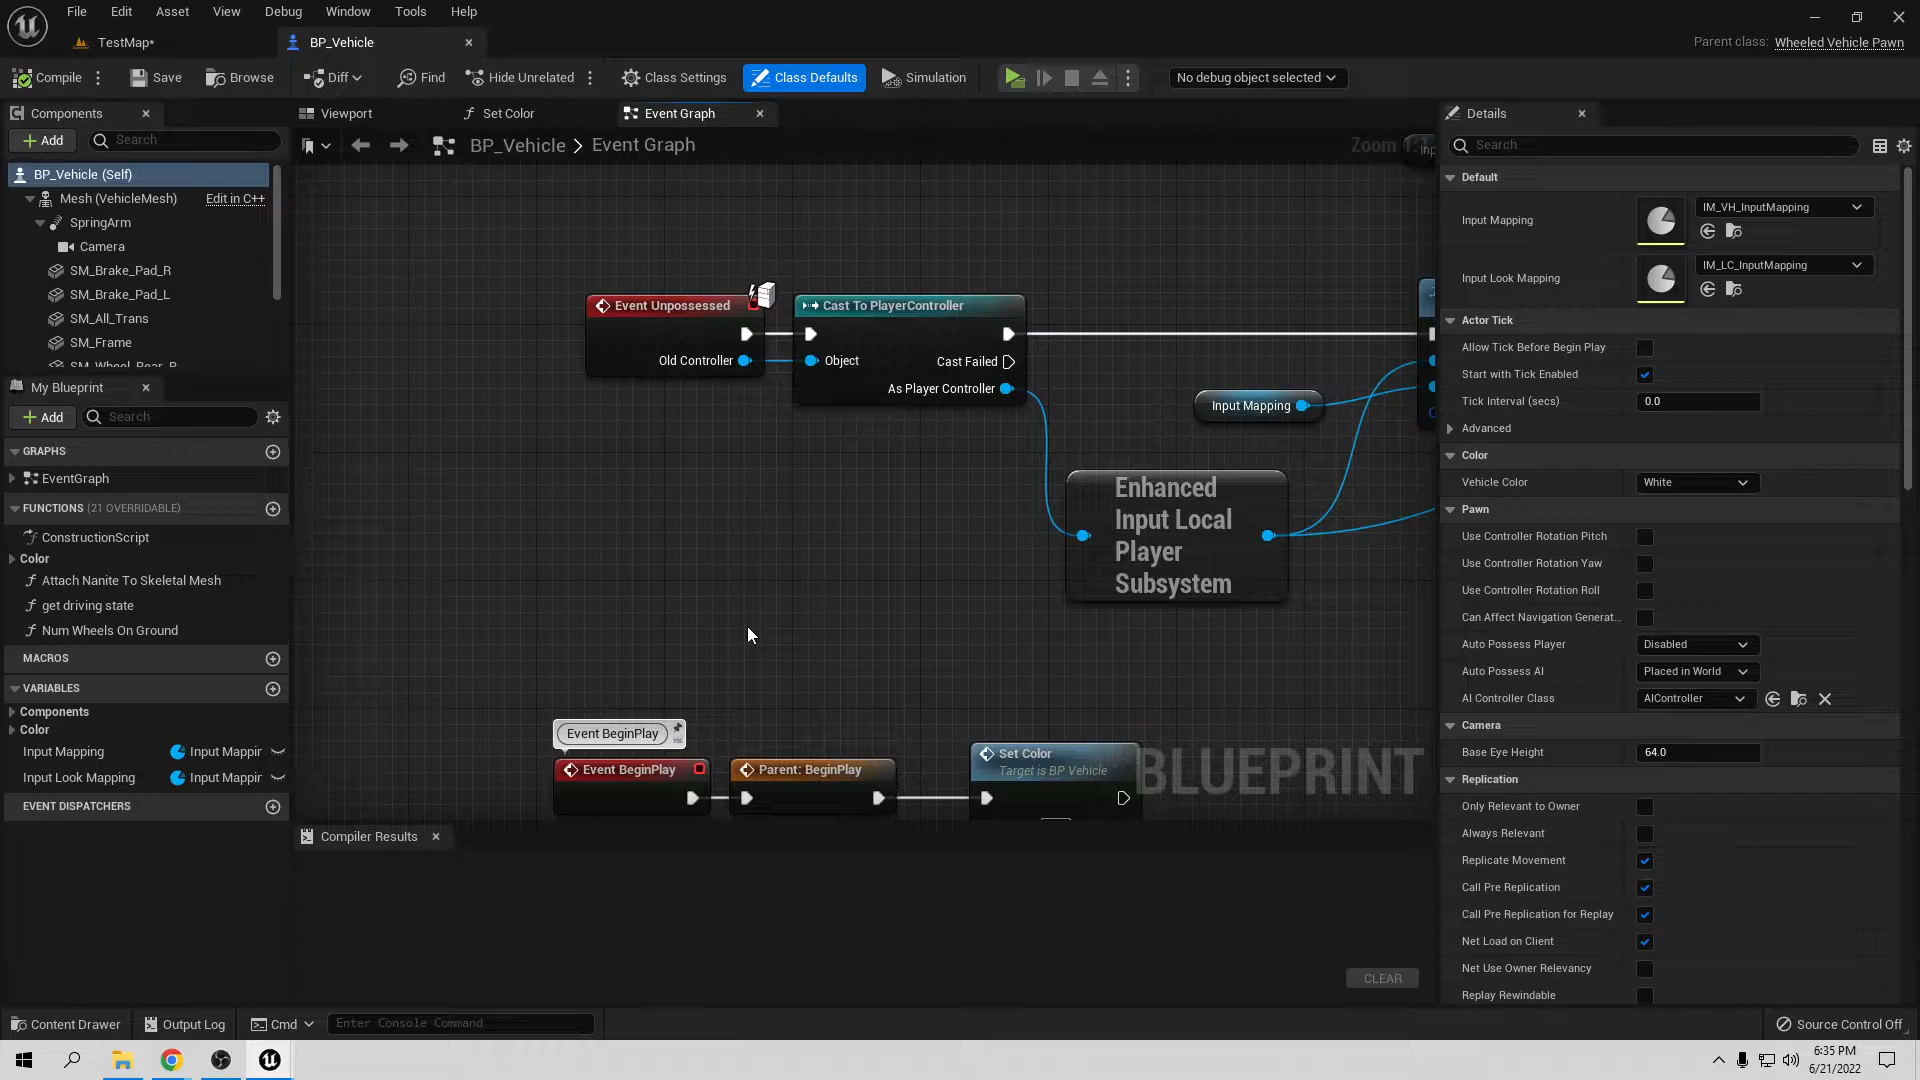 File Edit Asset View Debug Window Tools Help
TestMap*
BP_Vehicle
Parent class: Wheeled Vehicle Pawn
Compile Save Browse Diff Find Hide Unrelated Class Settings Class Defaults Simulation No debug object selected
Components
Viewport
Set Color
Event Graph
Details
Add
Search
BP_Vehicle > Event Graph
Zoom
Search
BP_Vehicle (Self)
Mesh (VehicleMesh) Edit in C++
SpringArm
Camera
SM_Brake_Pad_R
SM_Brake_Pad_L
SM_All_Trans
SM_Frame
SM_Wheel_Rear_R
My Blueprint
Add
Search
GRAPHS
EventGraph
FUNCTIONS (21 OVERRIDABLE)
ConstructionScript
Color
Attach Nanite To Skeletal Mesh
get driving state
Num Wheels On Ground
MACROS
VARIABLES
Components
Color
Input Mapping Input Mappir
Input Look Mapping Input Mappir
EVENT DISPATCHERS
Event Unpossessed
Old Controller
Cast To PlayerController
Object
Cast Failed
As Player Controller
Input Mapping
Enhanced
Input Local
Player
Subsystem
Event BeginPlay
Event BeginPlay
Parent: BeginPlay
Set Color
Target is BP Vehicle
BLUEPRINT
Compiler Results
CLEAR
Default
Input Mapping
IM_VH_InputMapping
Input Look Mapping
IM_LC_InputMapping
Actor Tick
Allow Tick Before Begin Play
Start with Tick Enabled
Tick Interval (secs) 0.0
Advanced
Color
Vehicle Color White
Pawn
Use Controller Rotation Pitch
Use Controller Rotation Yaw
Use Controller Rotation Roll
Can Affect Navigation Generat...
Auto Possess Player Disabled
Auto Possess AI Placed in World
AI Controller Class AIController
Camera
Base Eye Height 64.0
Replication
Only Relevant to Owner
Always Relevant
Replicate Movement
Call Pre Replication
Call Pre Replication for Replay
Net Load on Client
Net Use Owner Relevancy
Replay Rewindable
Content Drawer Output Log Cmd Enter Console Command
Source Control Off
6:35 PM
6/21/2022